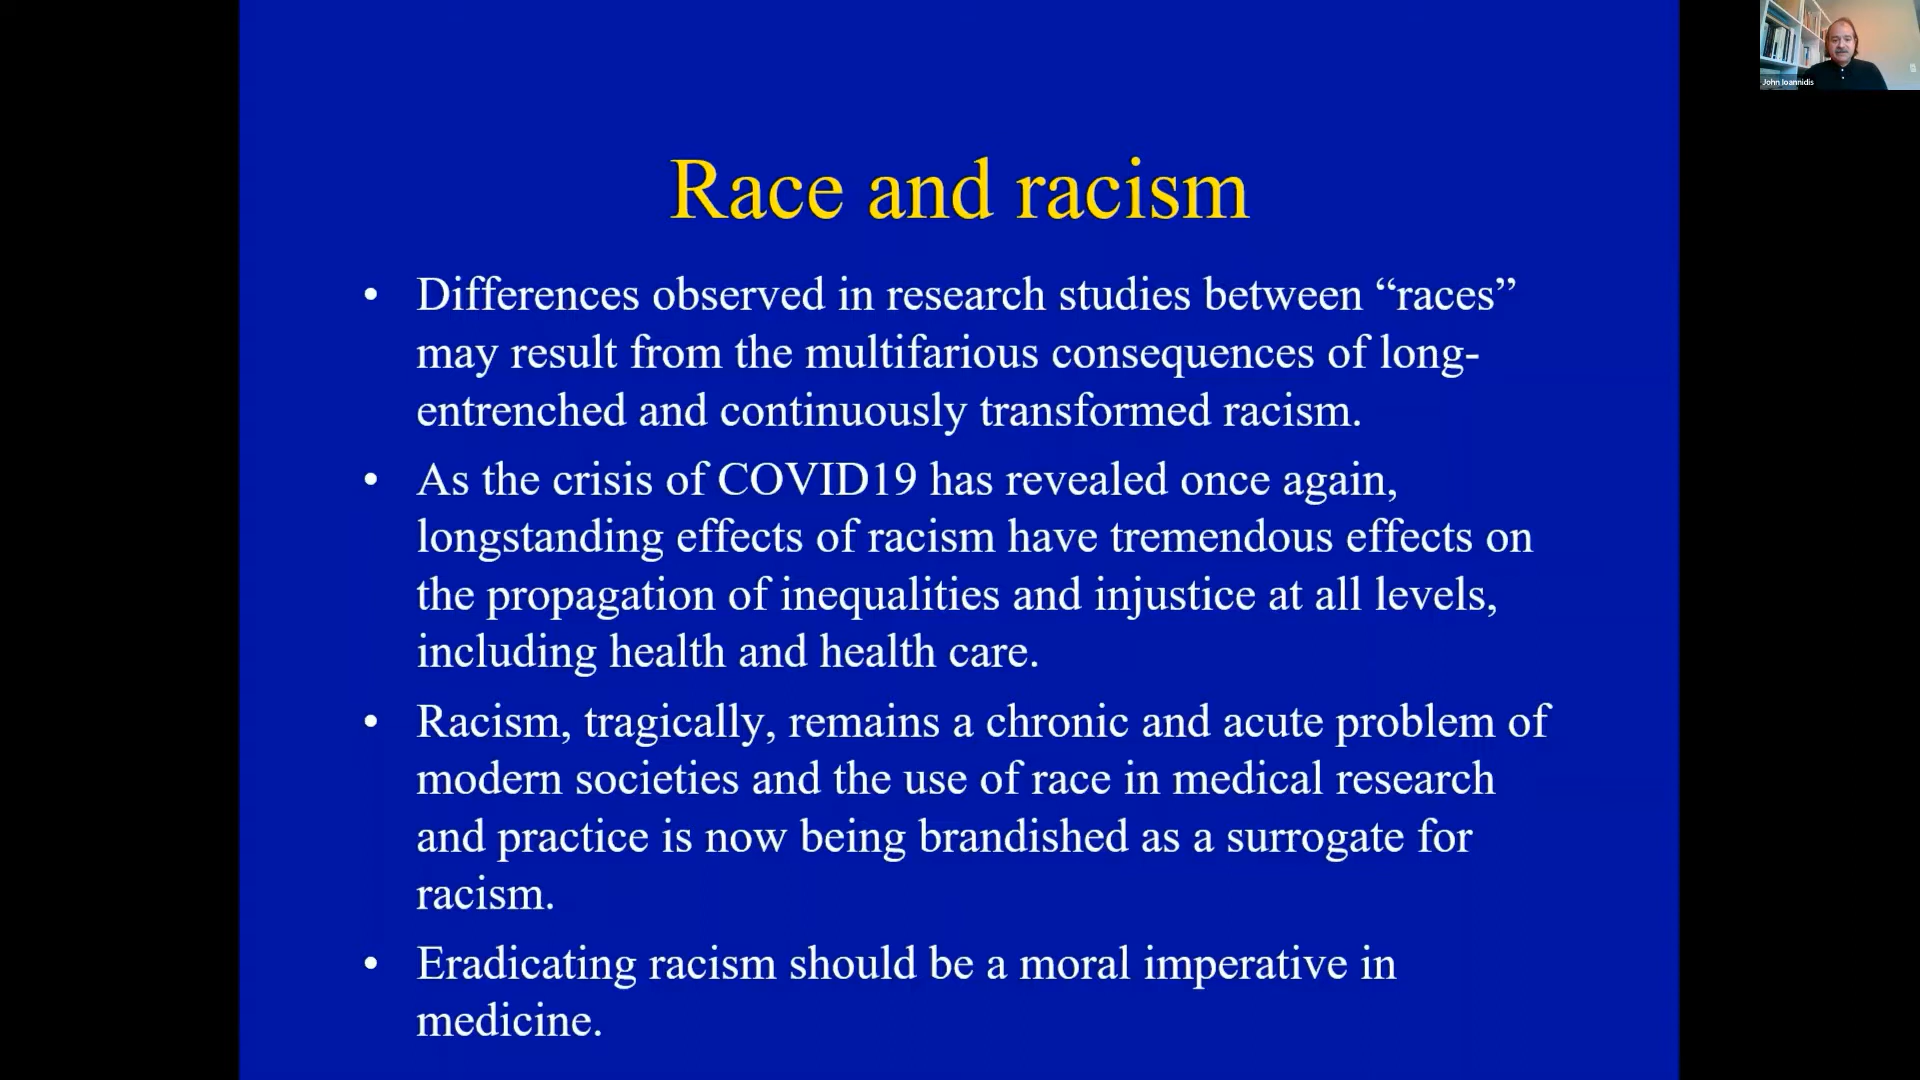 John Ioannidis
Race and racism
• Differences observed in research studies between “races”
may result from the multifarious consequences of long-
entrenched and continuously transformed racism.
• As the crisis of COVID19 has revealed once again,
longstanding effects of racism have tremendous effects on
the propagation of inequalities and injustice at all levels,
including health and health care.
• Racism, tragically, remains a chronic and acute problem of
modern societies and the use of race in medical research
and practice is now being brandished as a surrogate for
racism.
• Eradicating racism should be a moral imperative in
medicine.